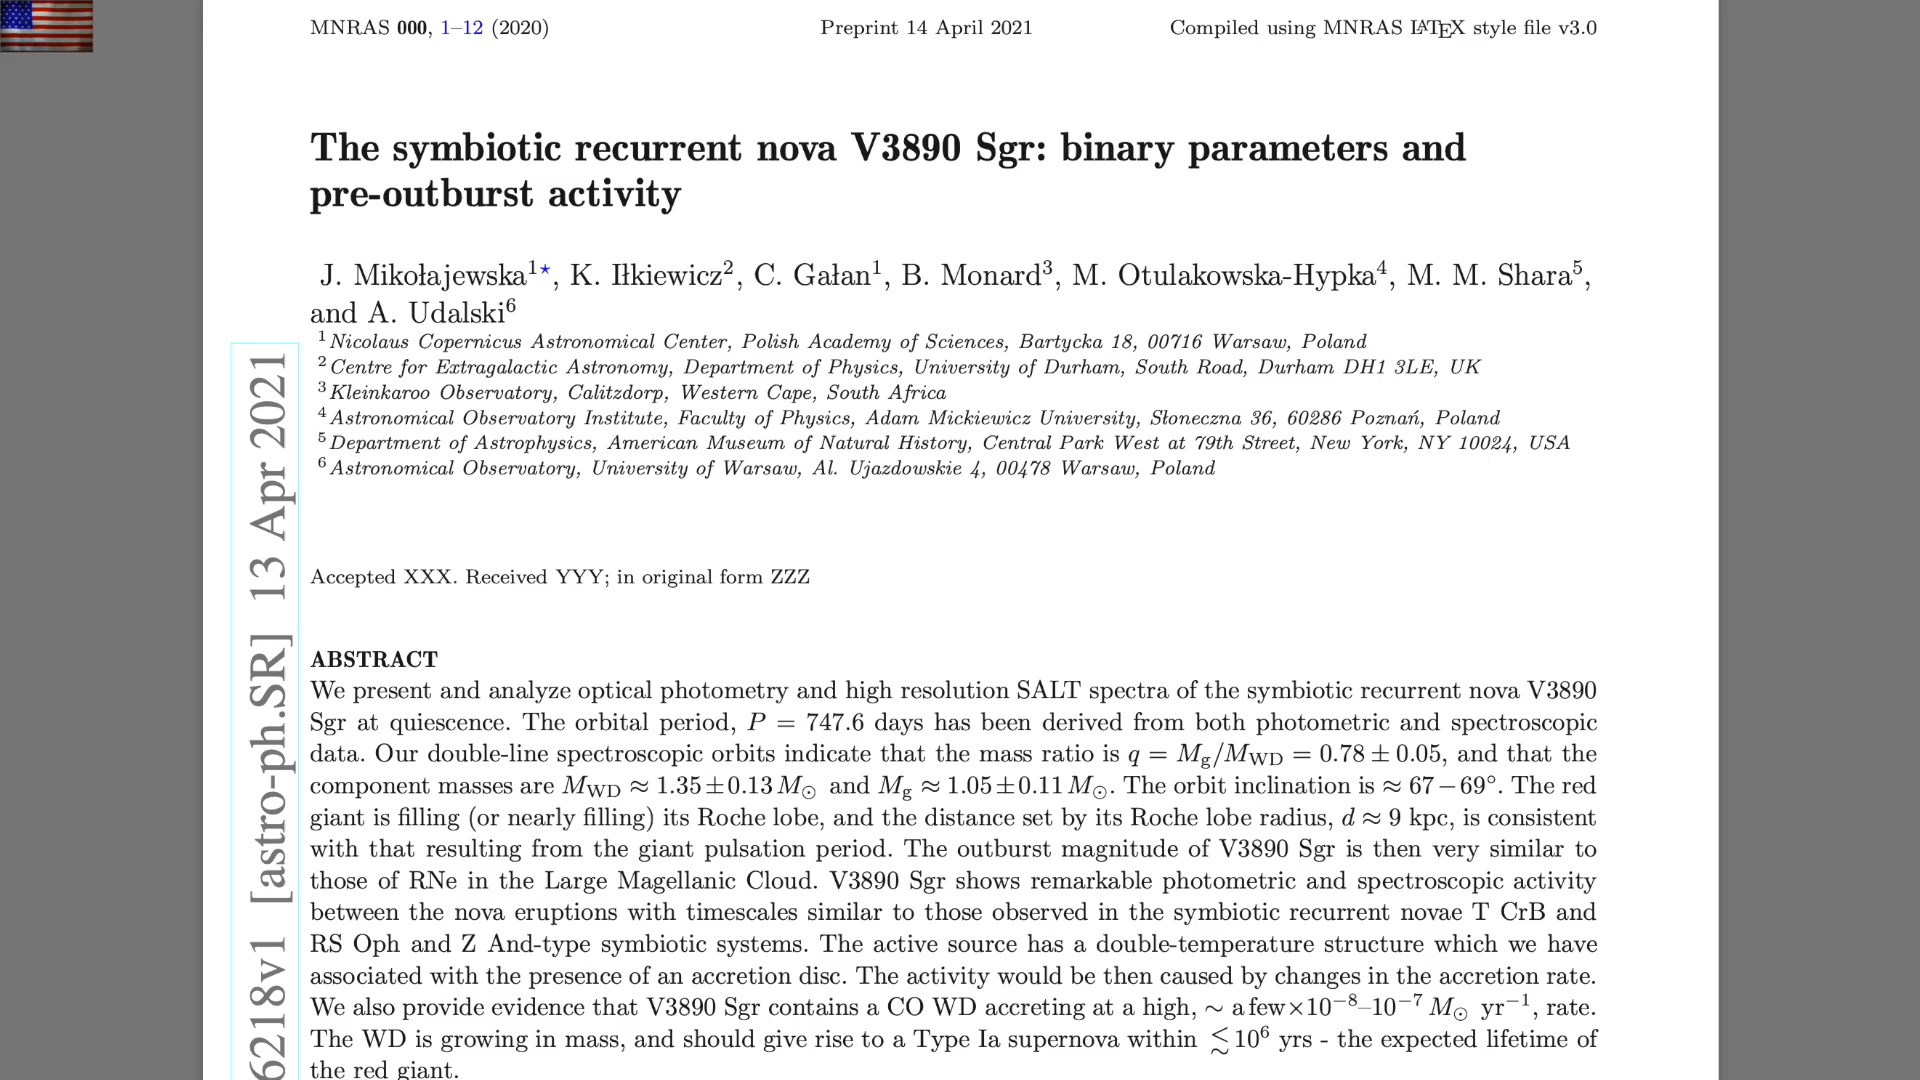 MNRAS 000, 1–12 (2020)
Preprint 14 April 2021
Compiled using MNRAS LATEX style file v3.0
The symbiotic recurrent nova V3890 Sgr: binary parameters and
pre-outburst activity
J. Mikołajewska1⋆, K. Iłkiewicz2, C. Gałan1, B. Monard3, M. Otulakowska-Hypka4, M. M. Shara5,
and A. Udalski6
1 Nicolaus Copernicus Astronomical Center, Polish Academy of Sciences, Bartycka 18, 00716 Warsaw, Poland
2 Centre for Extragalactic Astronomy, Department of Physics, University of Durham, South Road, Durham DH1 3LE, UK
3 Kleinkaroo Observatory, Calitzdorp, Western Cape, South Africa
4 Astronomical Observatory Institute, Faculty of Physics, Adam Mickiewicz University, Słoneczna 36, 60286 Poznań, Poland
5 Department of Astrophysics, American Museum of Natural History, Central Park West at 79th Street, New York, NY 10024, USA
6 Astronomical Observatory, University of Warsaw, Al. Ujazdowskie 4, 00478 Warsaw, Poland
Accepted XXX. Received YYY; in original form ZZZ
ABSTRACT
We present and analyze optical photometry and high resolution SALT spectra of the symbiotic recurrent nova V3890
Sgr at quiescence. The orbital period, P = 747.6 days has been derived from both photometric and spectroscopic
data. Our double-line spectroscopic orbits indicate that the mass ratio is q = Mg/MWD = 0.78 ± 0.05, and that the
component masses are MWD ≈ 1.35 ± 0.13 M⊙ and Mg ≈ 1.05 ± 0.11 M⊙. The orbit inclination is ≈ 67 − 69°. The red
giant is filling (or nearly filling) its Roche lobe, and the distance set by its Roche lobe radius, d ≈ 9 kpc, is consistent
with that resulting from the giant pulsation period. The outburst magnitude of V3890 Sgr is then very similar to
those of RNe in the Large Magellanic Cloud. V3890 Sgr shows remarkable photometric and spectroscopic activity
between the nova eruptions with timescales similar to those observed in the symbiotic recurrent novae T CrB and
RS Oph and Z And-type symbiotic systems. The active source has a double-temperature structure which we have
associated with the presence of an accretion disc. The activity would be then caused by changes in the accretion rate.
We also provide evidence that V3890 Sgr contains a CO WD accreting at a high, ∼ a few×10−8–10−7 M⊙ yr−1, rate.
The WD is growing in mass, and should give rise to a Type Ia supernova within ≲ 106 yrs - the expected lifetime of
the red giant.
62‌18v1 [astro-ph.SR] 13 Apr 2021